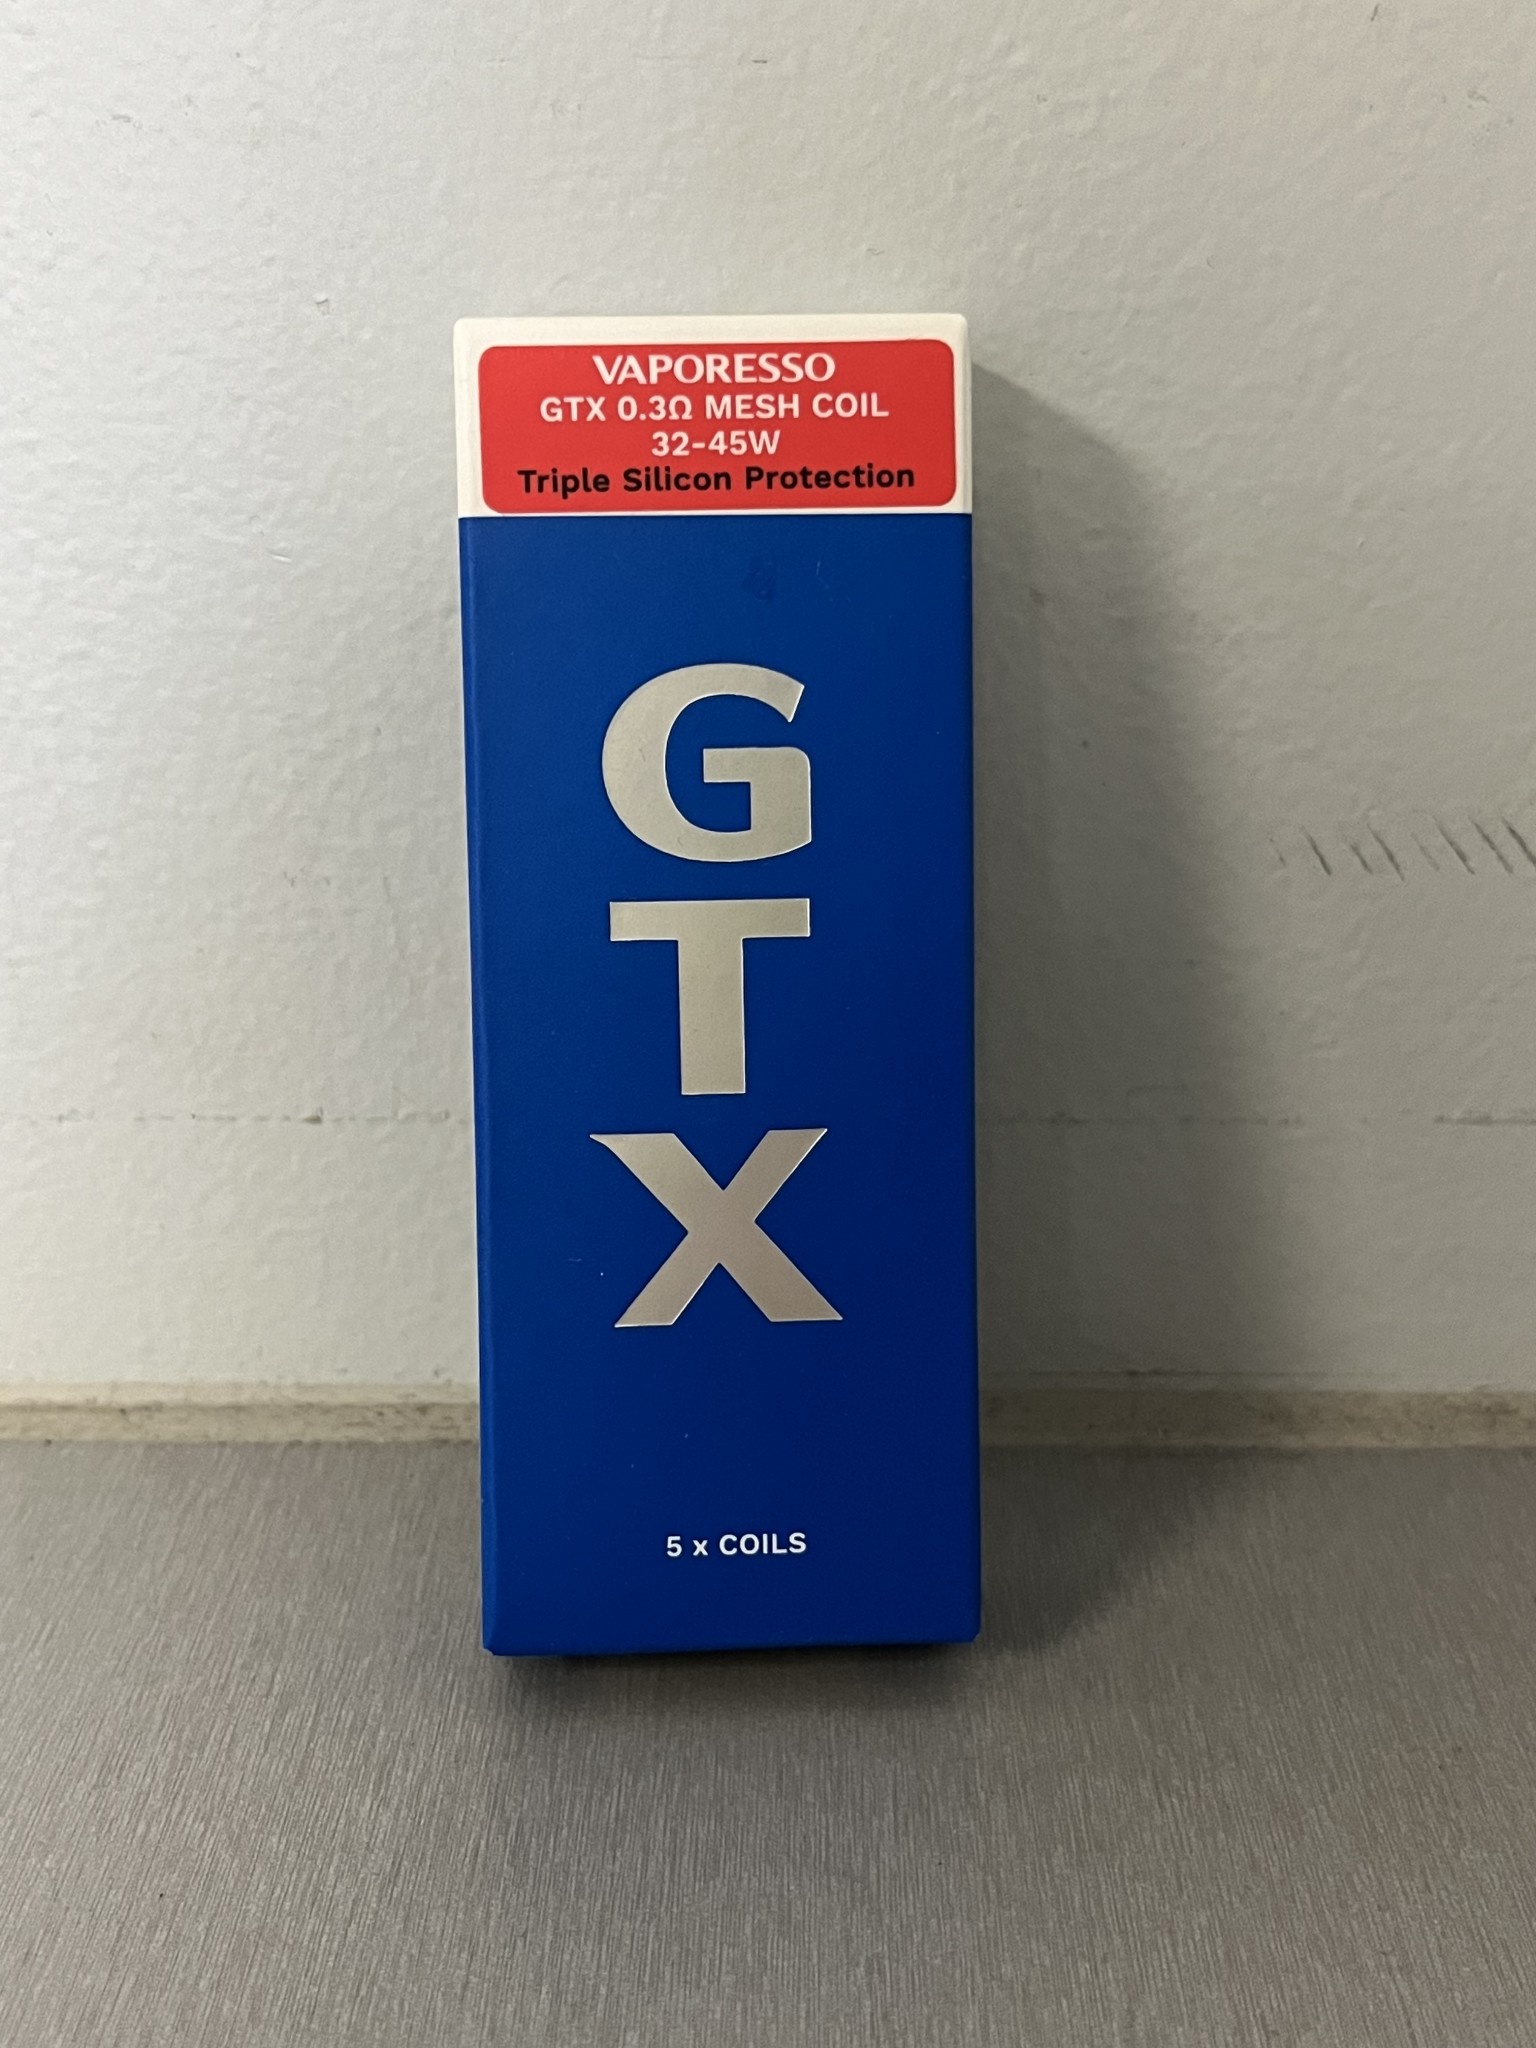 VAPORESSO
GTX 0.3Ω MESH COIL
32-45W
Triple Silicon Protection
G
T
X
5 x COILS